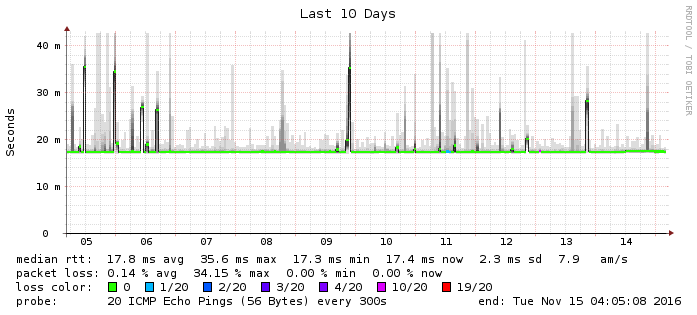 Last 10 Days
RRDTOOL / TOBI OETIKER
Seconds
40 m
30 m
20 m
10 m
0
05 06 07 08 09 10 11 12 13 14
median rtt: 17.8 ms avg 35.6 ms max 17.3 ms min 17.4 ms now 2.3 ms sd 7.9 am/s
packet loss: 0.14 % avg 34.15 % max 0.00 % min 0.00 % now
loss color: 0 1/20 2/20 3/20 4/20 10/20 19/20
probe: 20 ICMP Echo Pings (56 Bytes) every 300s end: Tue Nov 15 04:05:08 2016